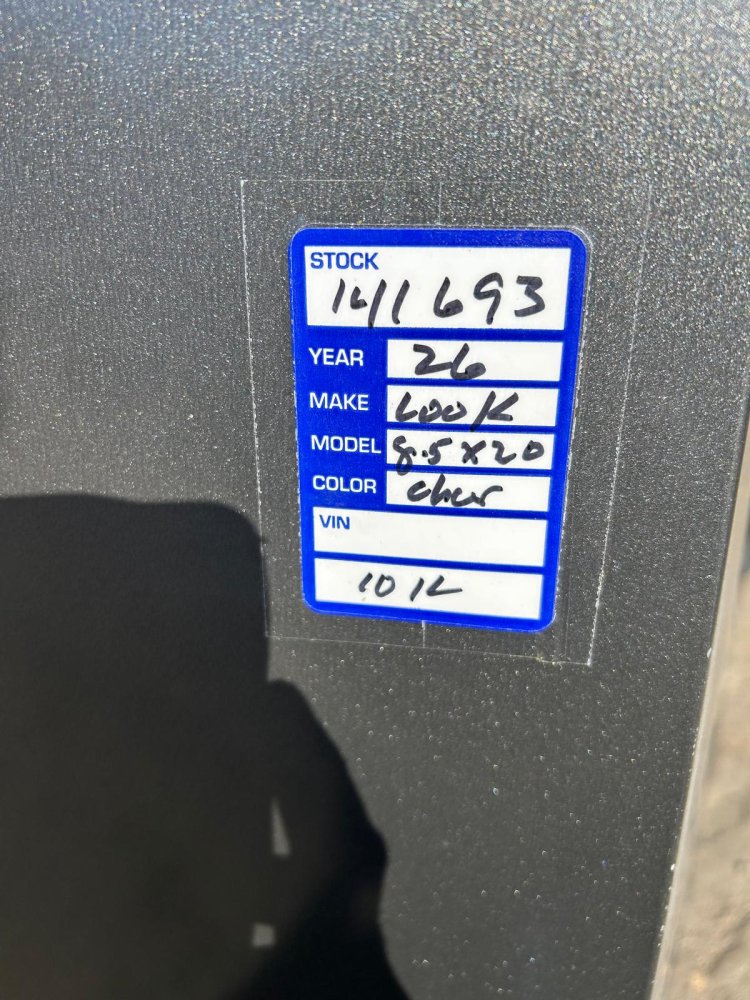 STOCK
141693
YEAR 26
MAKE LOOK
MODEL 8.5x20
COLOR Char
VIN
10K